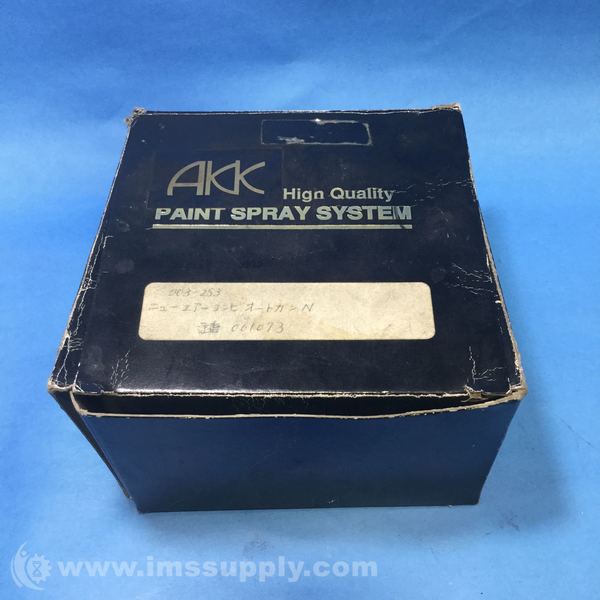 AKK
Hign Quality
PAINT SPRAY SYSTEM
003-253
ニューエアーコンビオートガンN
061073
www.imssupply.com